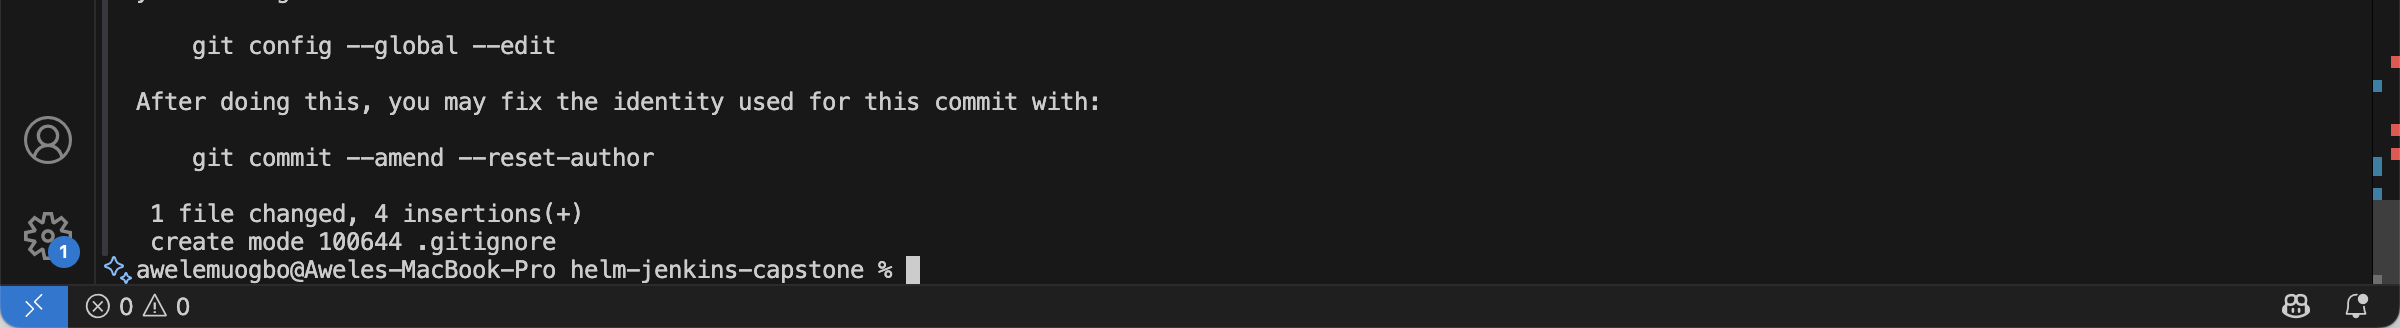 git config --global --edit
After doing this, you may fix the identity used for this commit with:
git commit --amend --reset-author
1 file changed, 4 insertions(+)
create mode 100644 .gitignore
awelemuogbo@Aweles-MacBook-Pro helm-jenkins-capstone %
1
0 0